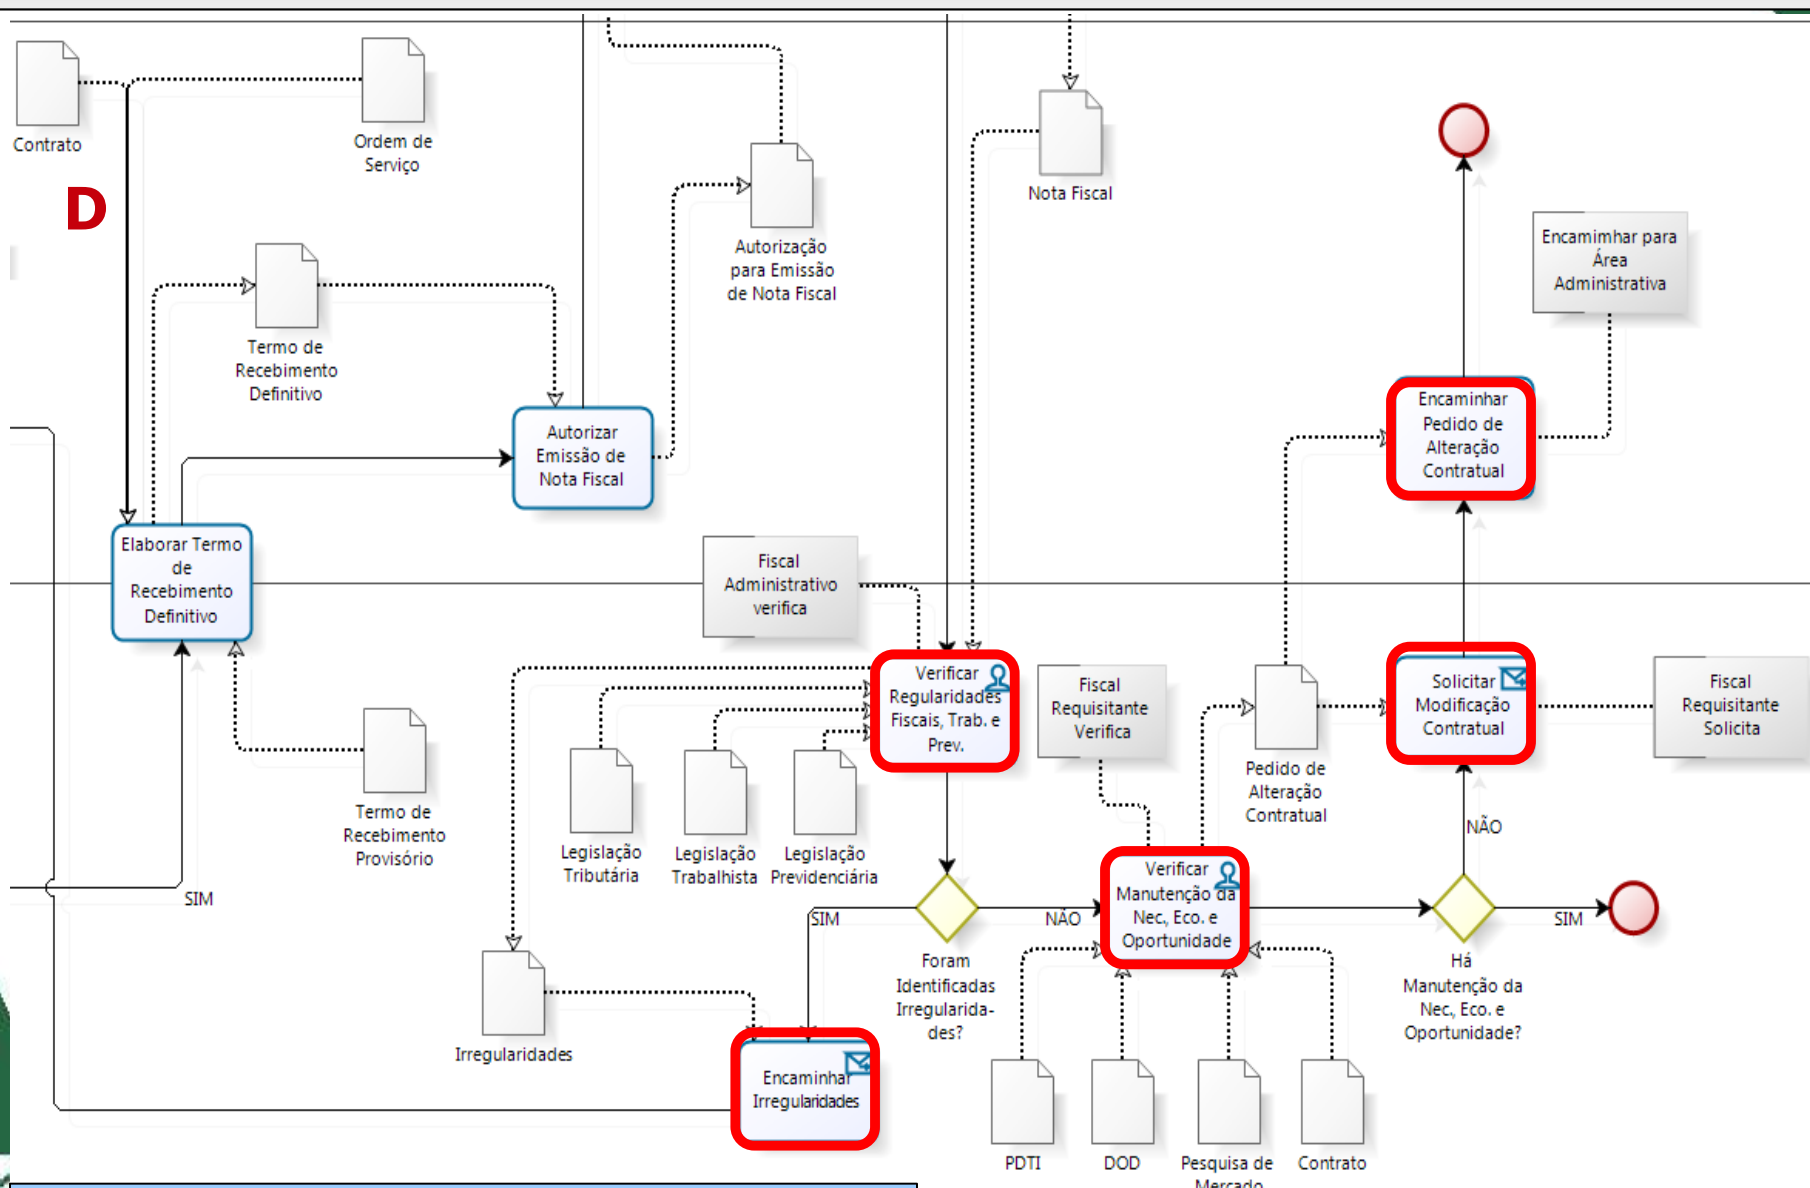 Contrato
Ordem de
Serviço
D
Autorização
para Emissão
de Nota Fiscal
Nota Fiscal
Encamimhar para
Área
Administrativa
Termo de
Recebimento
Definitivo
Autorizar
Emissão de
Nota Fiscal
Encaminhar
Pedido de
Alteração
Contratual
Elaborar Termo
de
Recebimento
Definitivo
Fiscal
Administrativo
verifica
Verificar
Regularidades
Fiscais, Trab. e
Prev.
Fiscal
Requisitante
Verifica
Solicitar
Modificação
Contratual
Fiscal
Requisitante
Solicita
Pedido de
Alteração
Contratual
Termo de
Recebimento
Provisório
Legislação
Tributária
Legislação
Trabalhista
Legislação
Previdenciária
NÃO
Verificar
Manutenção da
Nec., Eco. e
Oportunidade
SIM
SIM
NÃO
SIM
Foram
Identificadas
Irregularida-
des?
Há
Manutenção da
Nec., Eco. e
Oportunidade?
Irregularidades
Encaminhar
Irregularidades
PDTI
DOD
Pesquisa de
Mercado
Contrato